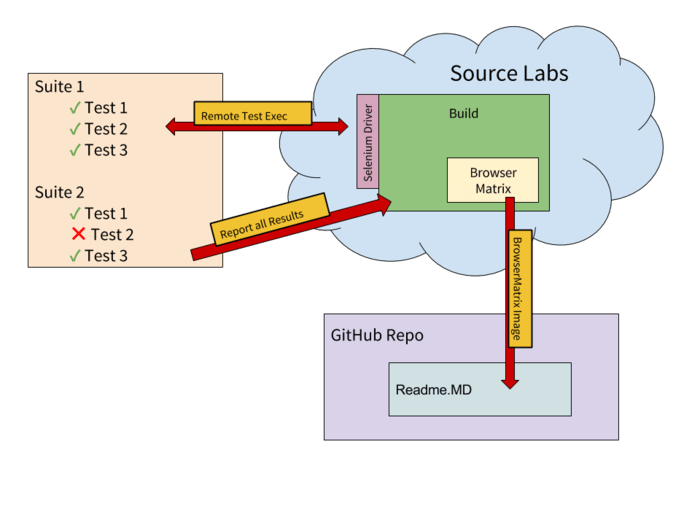 Source Labs
Suite 1
✓ Test 1
✓ Test 2
✓ Test 3
Remote Test Exec
Selenium Driver
Build
Browser
Matrix
Suite 2
✓ Test 1
✗ Test 2
✓ Test 3
Report all Results
BrowserMatrix Image
GitHub Repo
Readme.MD